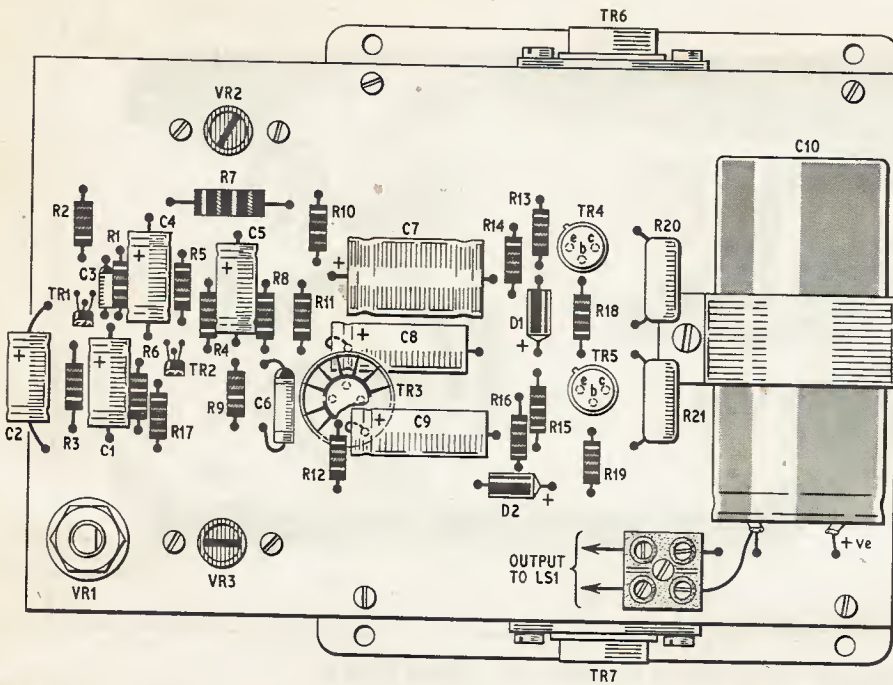 TR6
VR2
C10
R7
R2
C4
R10
R13
TR4
R14
R20
C5
C7
e c
b
R1
C3
R5
+
+
+
R8
TR1
R11
D1
R18
+
C8
+
R4
+
R6
TR2
TR5
C6
TR3
e c
b
R9
R16
R15
R21
+
C9
R3
C2
C1
R17
R12
R19
D2
+
OUTPUT
TO LS1
+ve
VR1
VR3
TR7